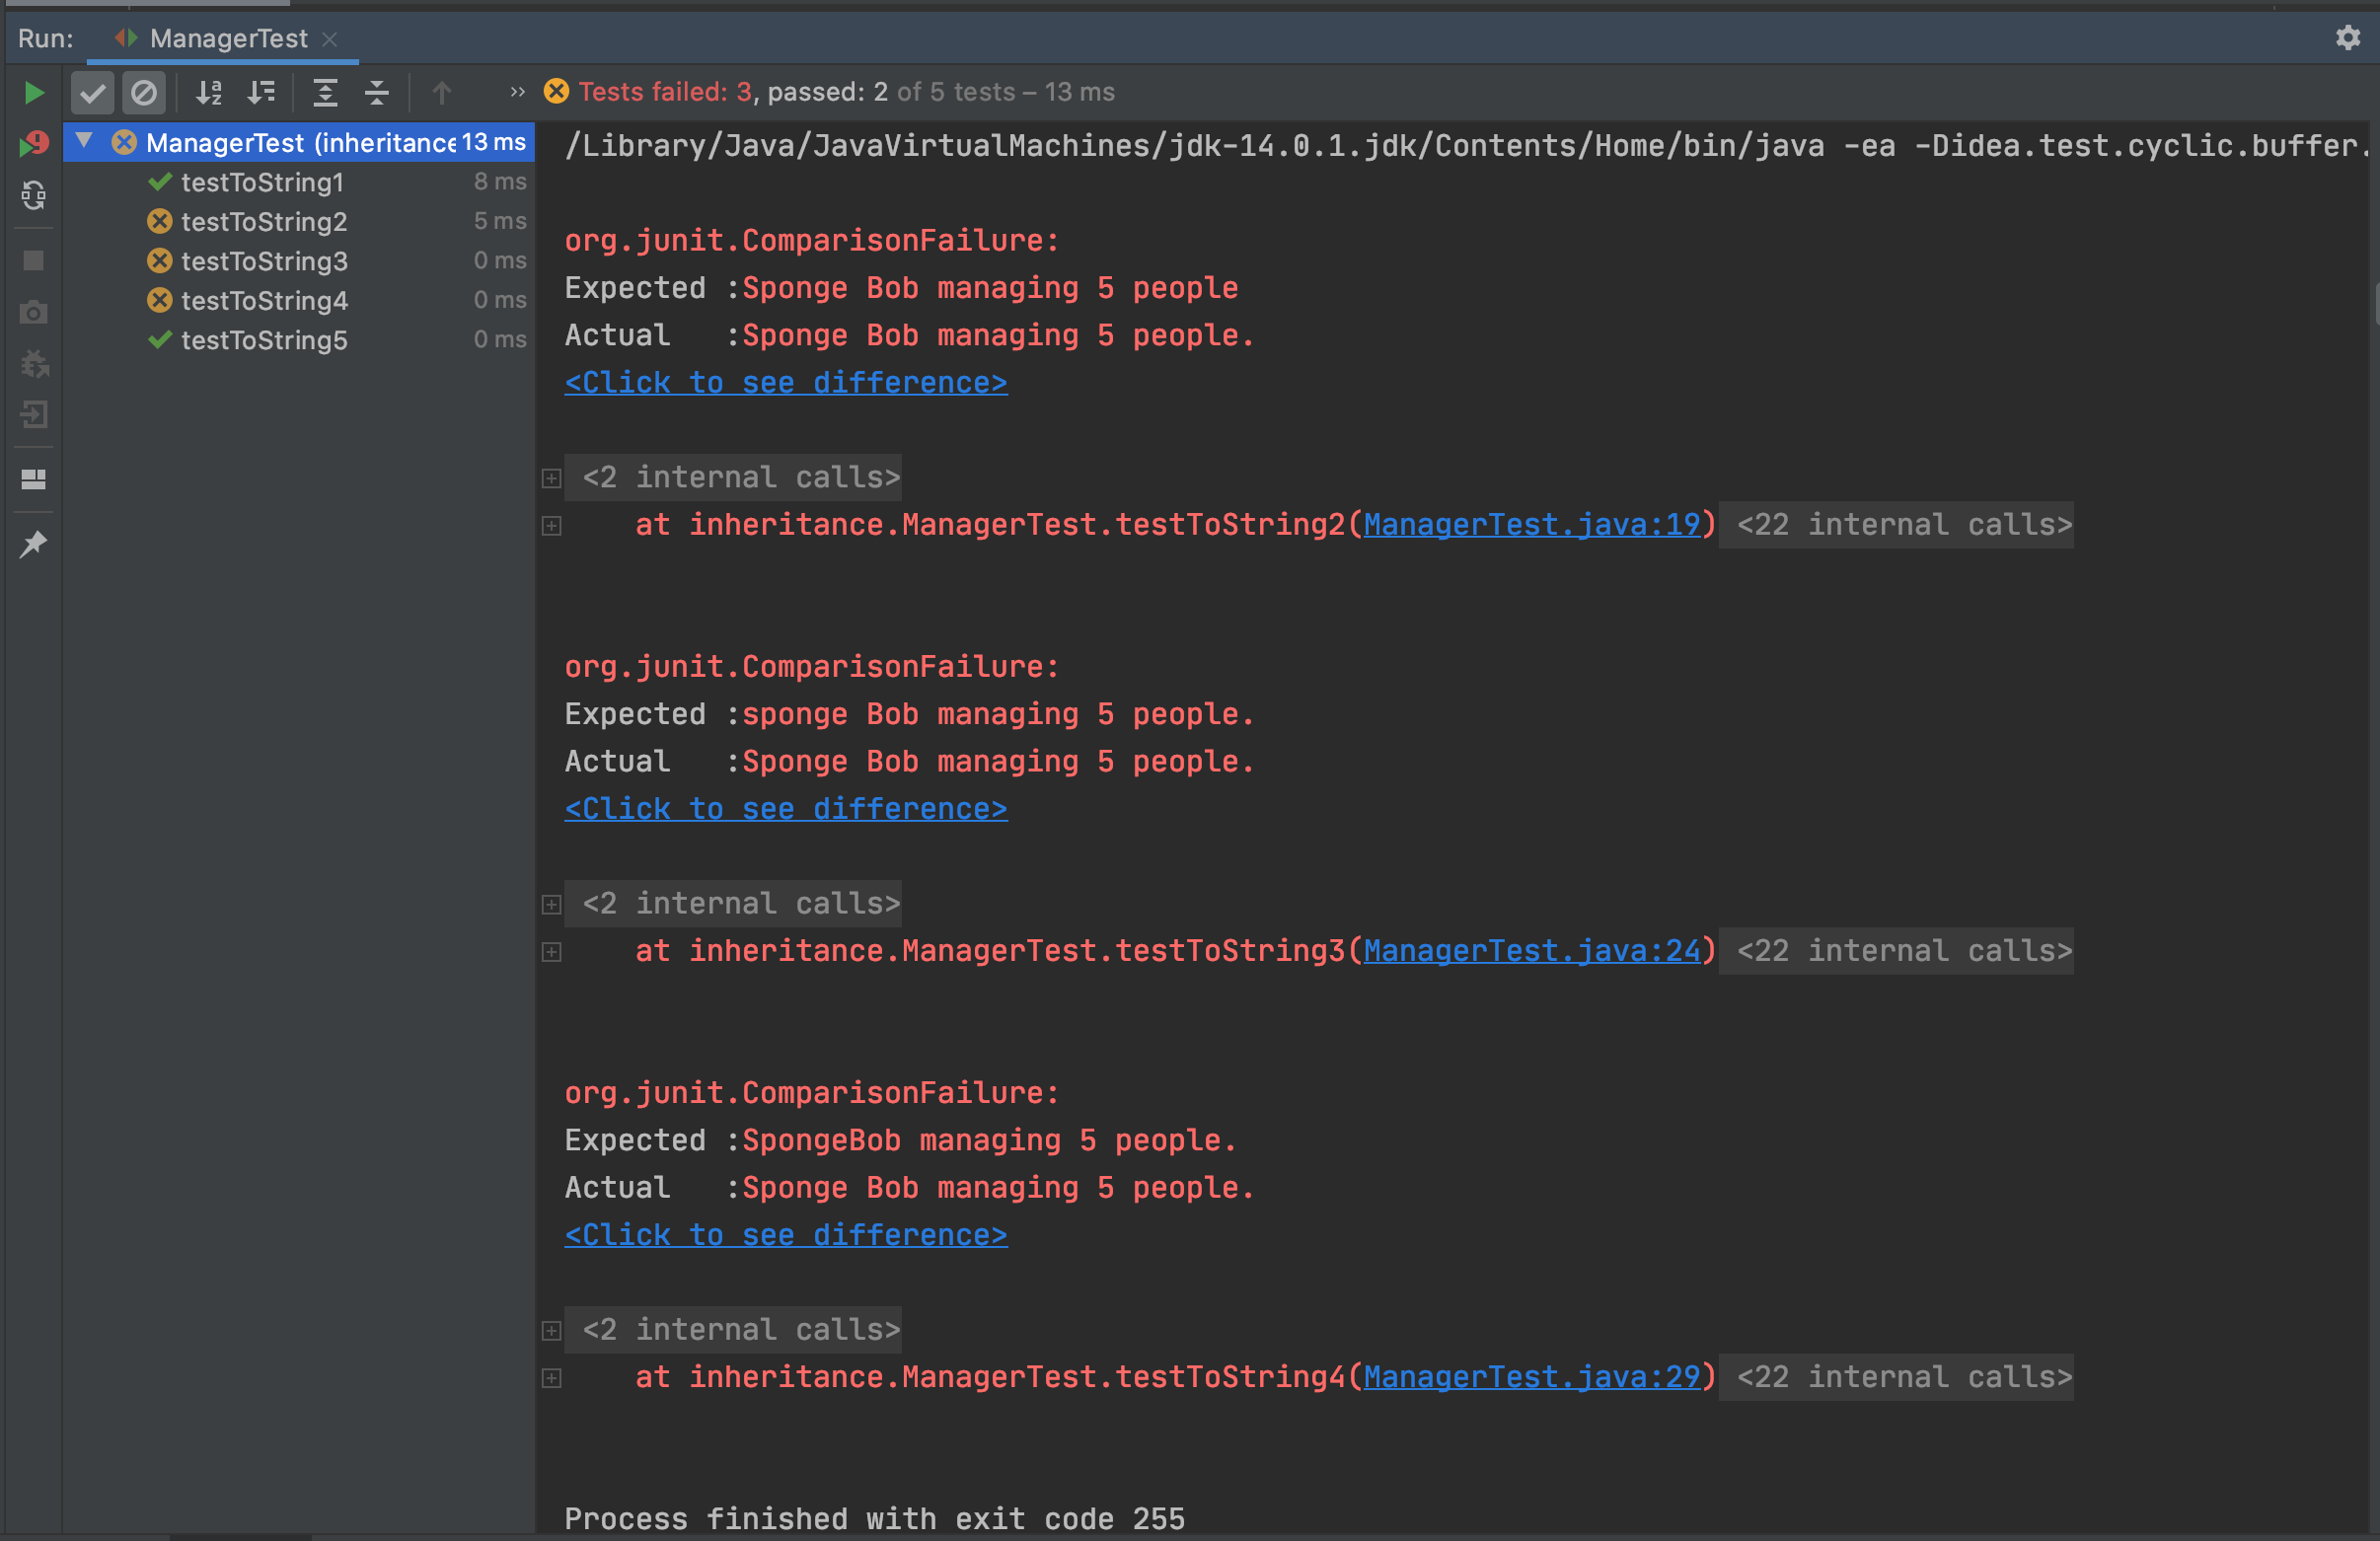 Run: ManagerTest
Tests failed: 3, passed: 2 of 5 tests – 13 ms
ManagerTest (inheritance 13 ms
testToString1 8 ms
testToString2 5 ms
testToString3 0 ms
testToString4 0 ms
testToString5 0 ms
/Library/Java/JavaVirtualMachines/jdk-14.0.1.jdk/Contents/Home/bin/java -ea -Didea.test.cyclic.buffer.
org.junit.ComparisonFailure:
Expected :Sponge Bob managing 5 people
Actual   :Sponge Bob managing 5 people.
<Click to see difference>
<2 internal calls>
at inheritance.ManagerTest.testToString2(ManagerTest.java:19) <22 internal calls>
org.junit.ComparisonFailure:
Expected :sponge Bob managing 5 people.
Actual   :Sponge Bob managing 5 people.
<Click to see difference>
<2 internal calls>
at inheritance.ManagerTest.testToString3(ManagerTest.java:24) <22 internal calls>
org.junit.ComparisonFailure:
Expected :SpongeBob managing 5 people.
Actual   :Sponge Bob managing 5 people.
<Click to see difference>
<2 internal calls>
at inheritance.ManagerTest.testToString4(ManagerTest.java:29) <22 internal calls>
Process finished with exit code 255